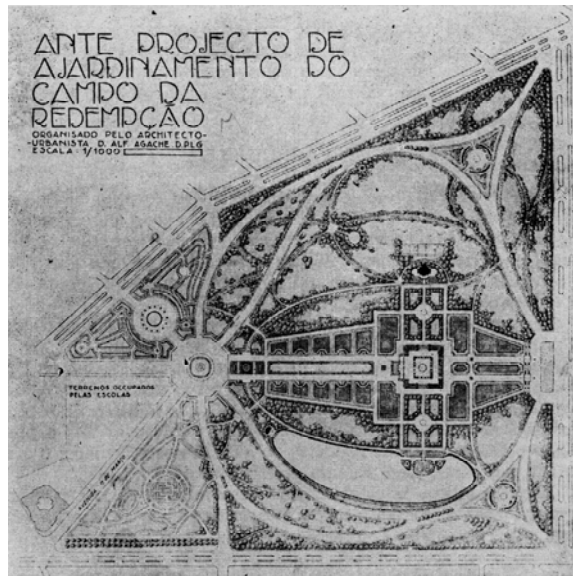 ANTE PROJECTO DE
AJARDINAMENTO DO
CAMPO DA
REDEMPÇÃO
ORGANISADO PELO ARCHITECTO-
-URBANISTA D. ALF AGACHE D.PLG
ESCALA : 1/1000
TERRENOS OCCUPADOS
PELAS ESCOLAS